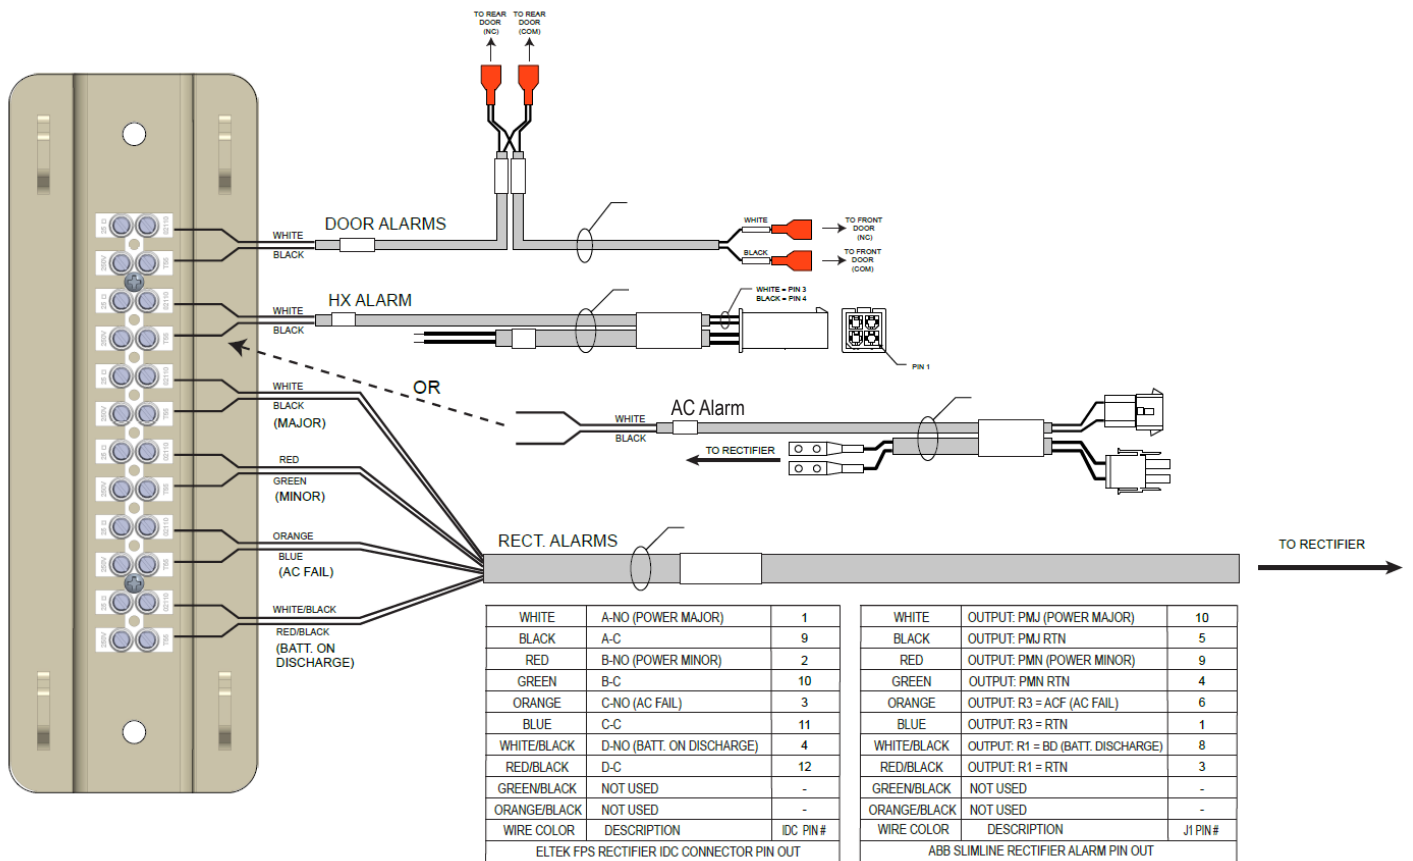 TO REAR DOOR (NC)
TO REAR DOOR (COM)
DOOR ALARMS
WHITE
BLACK
WHITE
TO FRONT DOOR (NC)
BLACK
TO FRONT DOOR (COM)
HX ALARM
WHITE
BLACK
WHITE = PIN 3
BLACK = PIN 4
PIN 1
OR
WHITE
AC Alarm
BLACK
TO RECTIFIER
WHITE
BLACK
(MAJOR)
RED
GREEN
(MINOR)
ORANGE
BLUE
(AC FAIL)
WHITE/BLACK
RED/BLACK
(BATT. ON
DISCHARGE)
RECT. ALARMS
TO RECTIFIER
WHITE A-NO (POWER MAJOR) 1
BLACK A-C 9
RED B-NO (POWER MINOR) 2
GREEN B-C 10
ORANGE C-NO (AC FAIL) 3
BLUE C-C 11
WHITE/BLACK D-NO (BATT. ON DISCHARGE) 4
RED/BLACK D-C 12
GREEN/BLACK NOT USED -
ORANGE/BLACK NOT USED -
WIRE COLOR DESCRIPTION IDC PIN #
ELTEK FPS RECTIFIER IDC CONNECTOR PIN OUT
WHITE OUTPUT: PMJ (POWER MAJOR) 10
BLACK OUTPUT: PMJ RTN 5
RED OUTPUT: PMN (POWER MINOR) 9
GREEN OUTPUT: PMN RTN 4
ORANGE OUTPUT: R3 = ACF (AC FAIL) 6
BLUE OUTPUT: R3 = RTN 1
WHITE/BLACK OUTPUT: R1 = BD (BATT. DISCHARGE) 8
RED/BLACK OUTPUT: R1 = RTN 3
GREEN/BLACK NOT USED -
ORANGE/BLACK NOT USED -
WIRE COLOR DESCRIPTION J1 PIN #
ABB SLIMLINE RECTIFIER ALARM PIN OUT